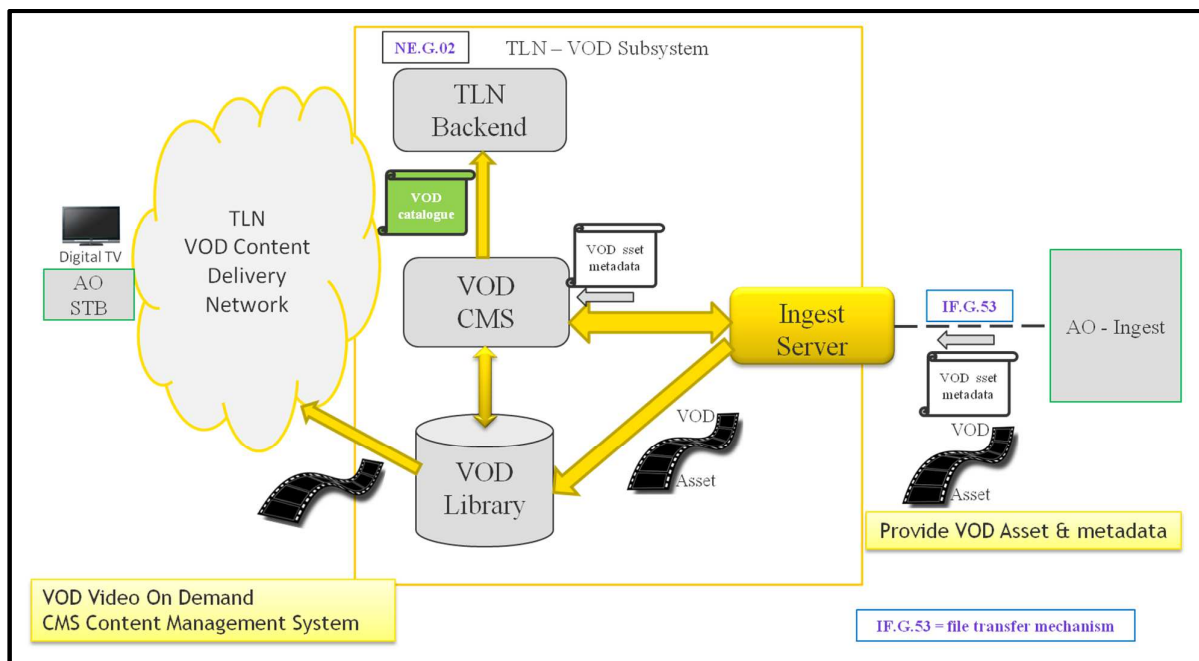 NE.G.02
TLN – VOD Subsystem
TLN
Backend
VOD
catalogue
TLN
VOD Content
Delivery
Network
Digital TV
AO
STB
VOD sset
metadata
VOD
CMS
Ingest
Server
IF.G.53
AO - Ingest
VOD sset
metadata
VOD
Asset
VOD
Asset
VOD
Library
Provide VOD Asset & metadata
VOD Video On Demand
CMS Content Management System
IF.G.53 = file transfer mechanism